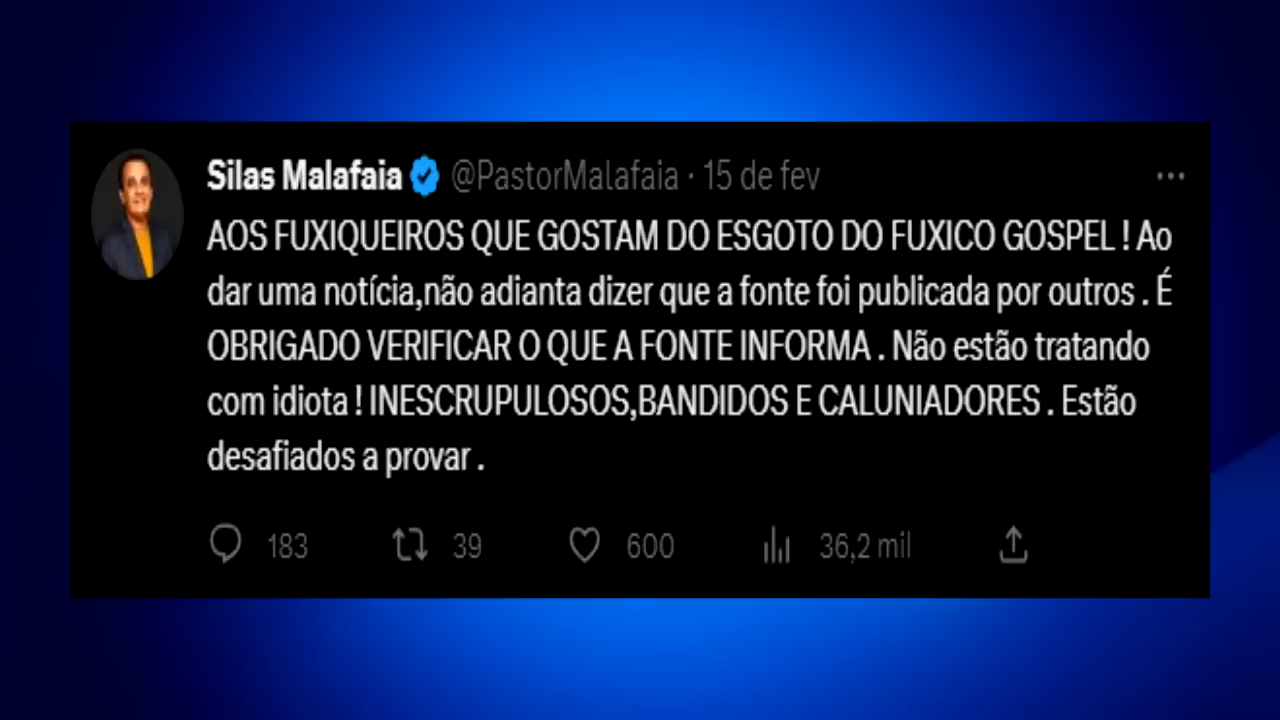 Silas Malafaia @PastorMalafaia · 15 de fev
AOS FUXIQUEIROS QUE GOSTAM DO ESGOTO DO FUXICO GOSPEL ! Ao
dar uma notícia,não adianta dizer que a fonte foi publicada por outros . É
OBRIGADO VERIFICAR O QUE A FONTE INFORMA . Não estão tratando
com idiota ! INESCRUPULOSOS,BANDIDOS E CALUNIADORES . Estão
desafiados a provar .
183 39 600 36,2 mil